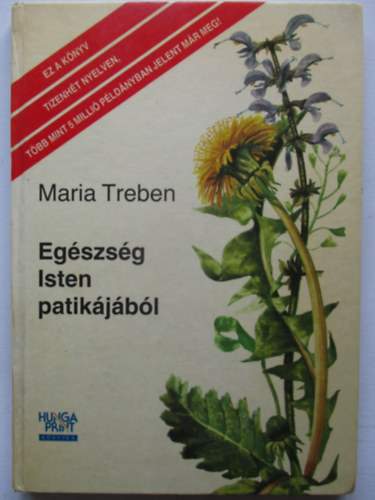 EZ A KÖNYV
TIZENHÉT NYELVEN,
TÖBB MINT 5 MILLIÓ PÉLDÁNYBAN JELENT MÁR MEG!
Maria Treben
Egészség
Isten
patikájából
HUNGA
PRINT